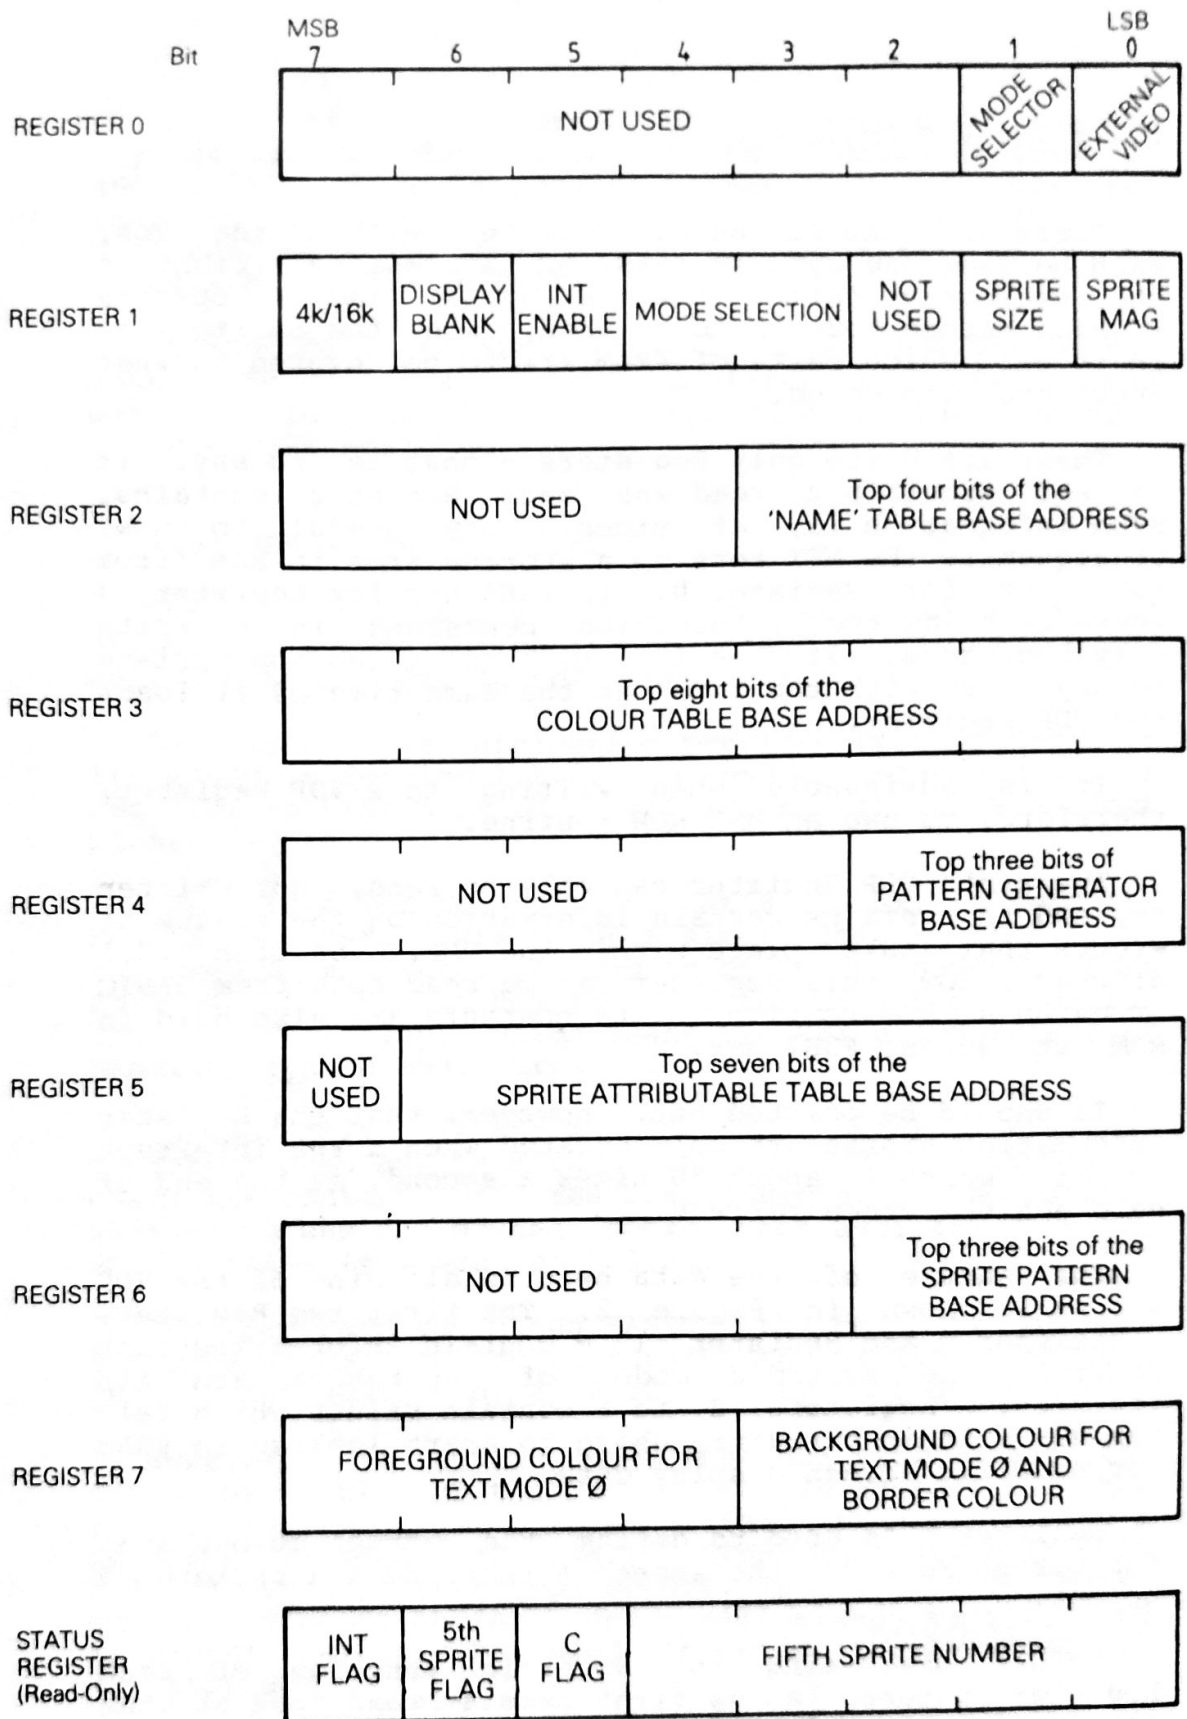 MSB LSB
Bit 7 6 5 4 3 2 1 0
REGISTER 0
NOT USED
MODE
SELECTOR
EXTERNAL
VIDEO
REGISTER 1
4k/16k
DISPLAY
BLANK
INT
ENABLE
MODE SELECTION
NOT
USED
SPRITE
SIZE
SPRITE
MAG
REGISTER 2
NOT USED
Top four bits of the
'NAME' TABLE BASE ADDRESS
REGISTER 3
Top eight bits of the
COLOUR TABLE BASE ADDRESS
REGISTER 4
NOT USED
Top three bits of
PATTERN GENERATOR
BASE ADDRESS
REGISTER 5
NOT
USED
Top seven bits of the
SPRITE ATTRIBUTABLE TABLE BASE ADDRESS
REGISTER 6
NOT USED
Top three bits of the
SPRITE PATTERN
BASE ADDRESS
REGISTER 7
FOREGROUND COLOUR FOR
TEXT MODE Ø
BACKGROUND COLOUR FOR
TEXT MODE Ø AND
BORDER COLOUR
STATUS
REGISTER
(Read-Only)
INT
FLAG
5th
SPRITE
FLAG
C
FLAG
FIFTH SPRITE NUMBER